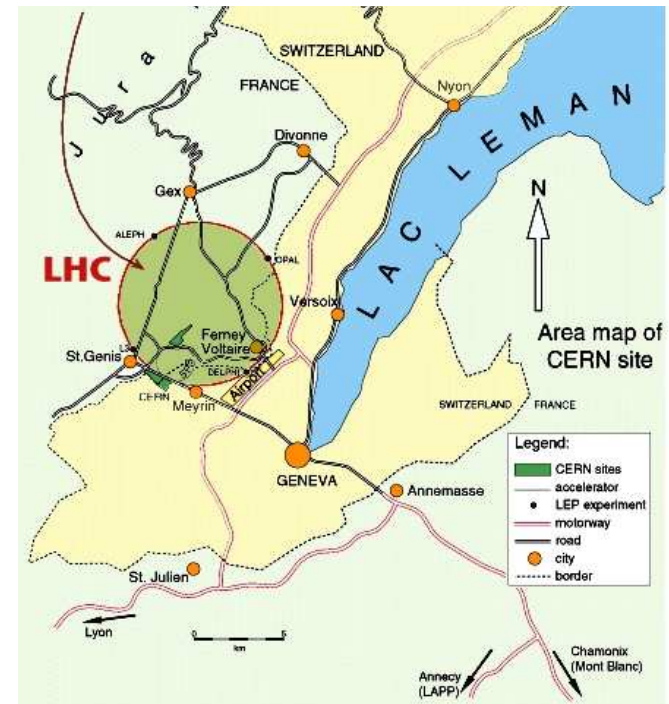 SWITZERLAND
FRANCE
Jura
Nyon
LAC LEMAN
Divonne
Gex
N
ALEPH
OPAL
LHC
Versoix
Area map of
CERN site
Ferney
Voltaire
L3
St.Genis
SPS
DELPHI
Airport
CERN
Meyrin
SWITZERLAND
FRANCE
GENEVA
Annemasse
Legend:
CERN sites
accelerator
LEP experiment
motorway
road
city
border
St. Julien
Lyon
0
5
km
Annecy
(LAPP)
Chamonix
(Mont Blanc)